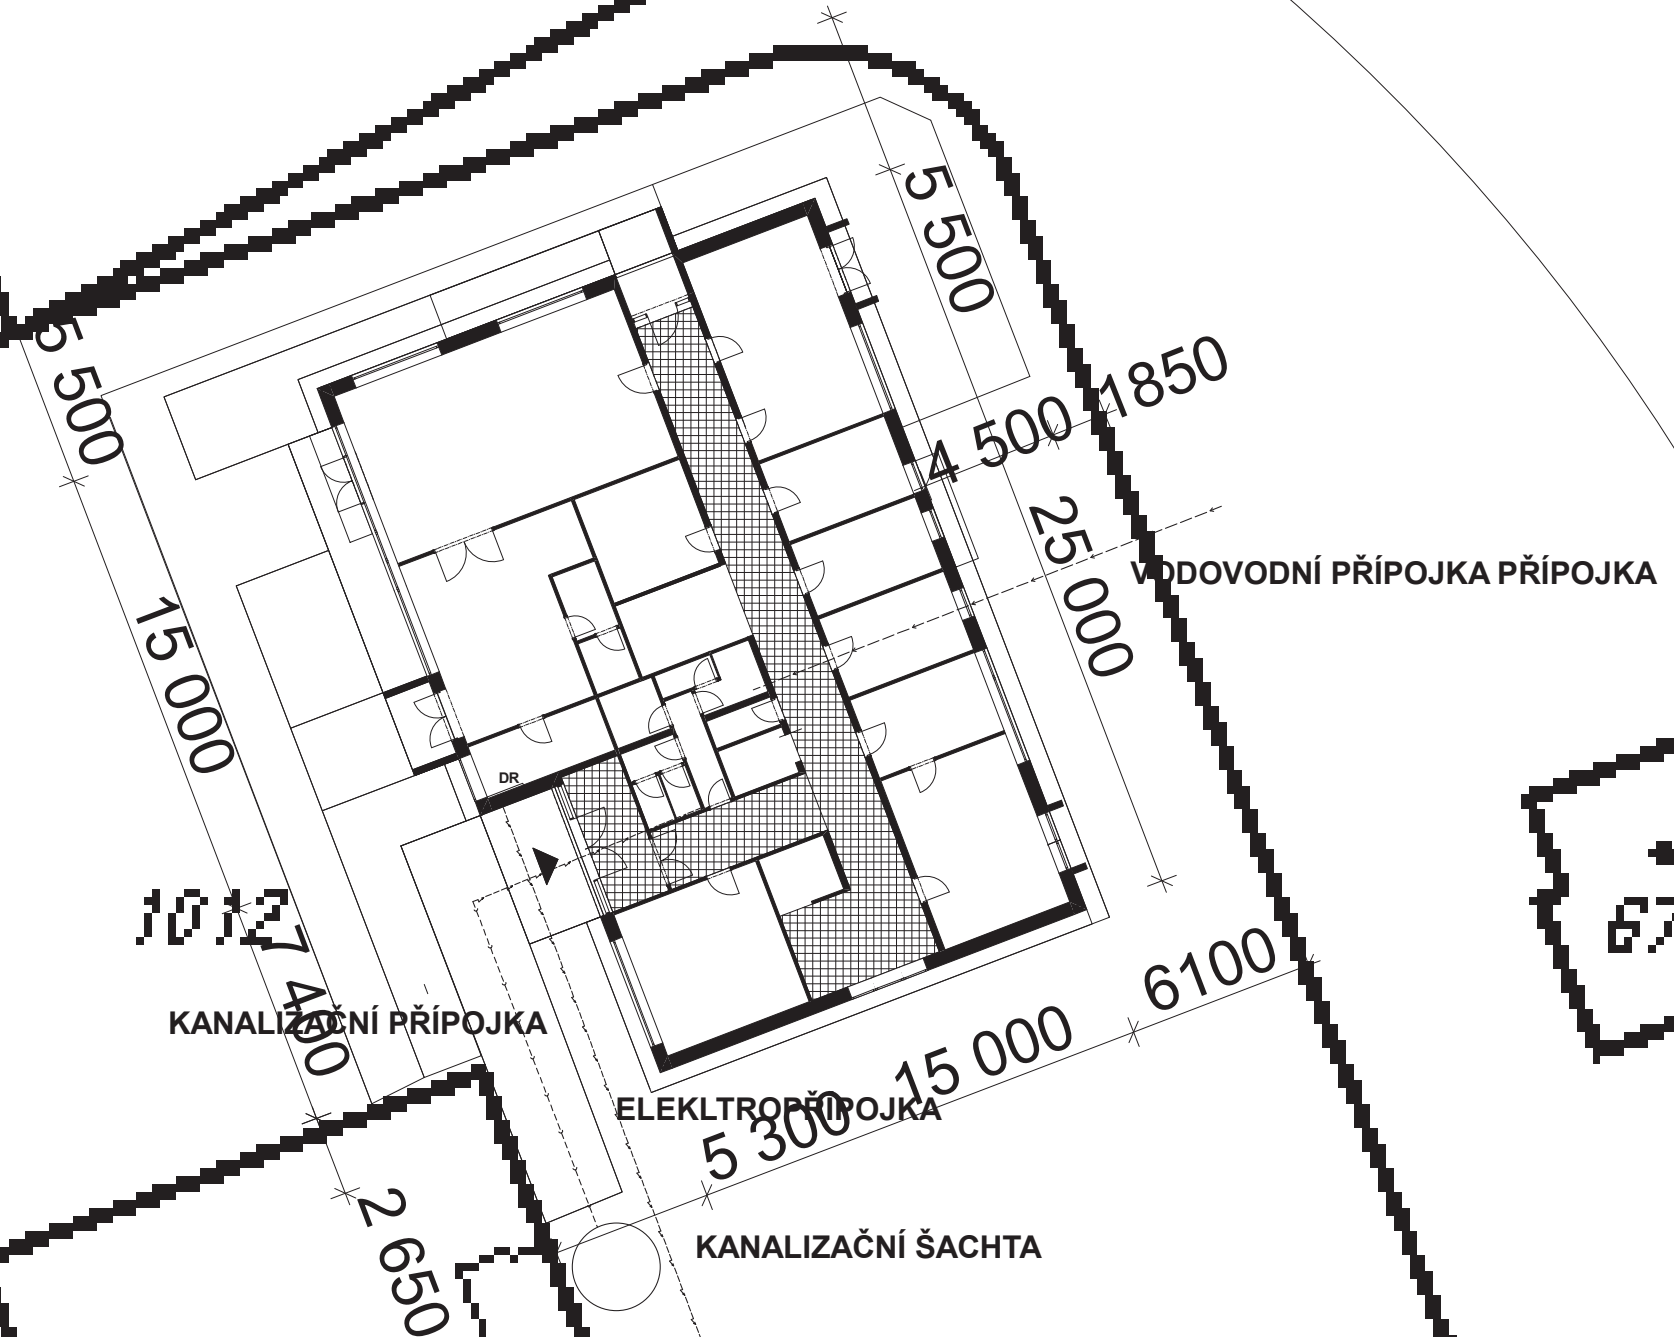 5 500
5 500
4 500
1850
25 000
VODOVODNÍ PŘÍPOJKA PŘÍPOJKA
15 000
DR
1012
7 400
KANALIZAČNÍ PŘÍPOJKA
6100
15 000
ELEKLTROPŘÍPOJKA
5 300
2 650
KANALIZAČNÍ ŠACHTA